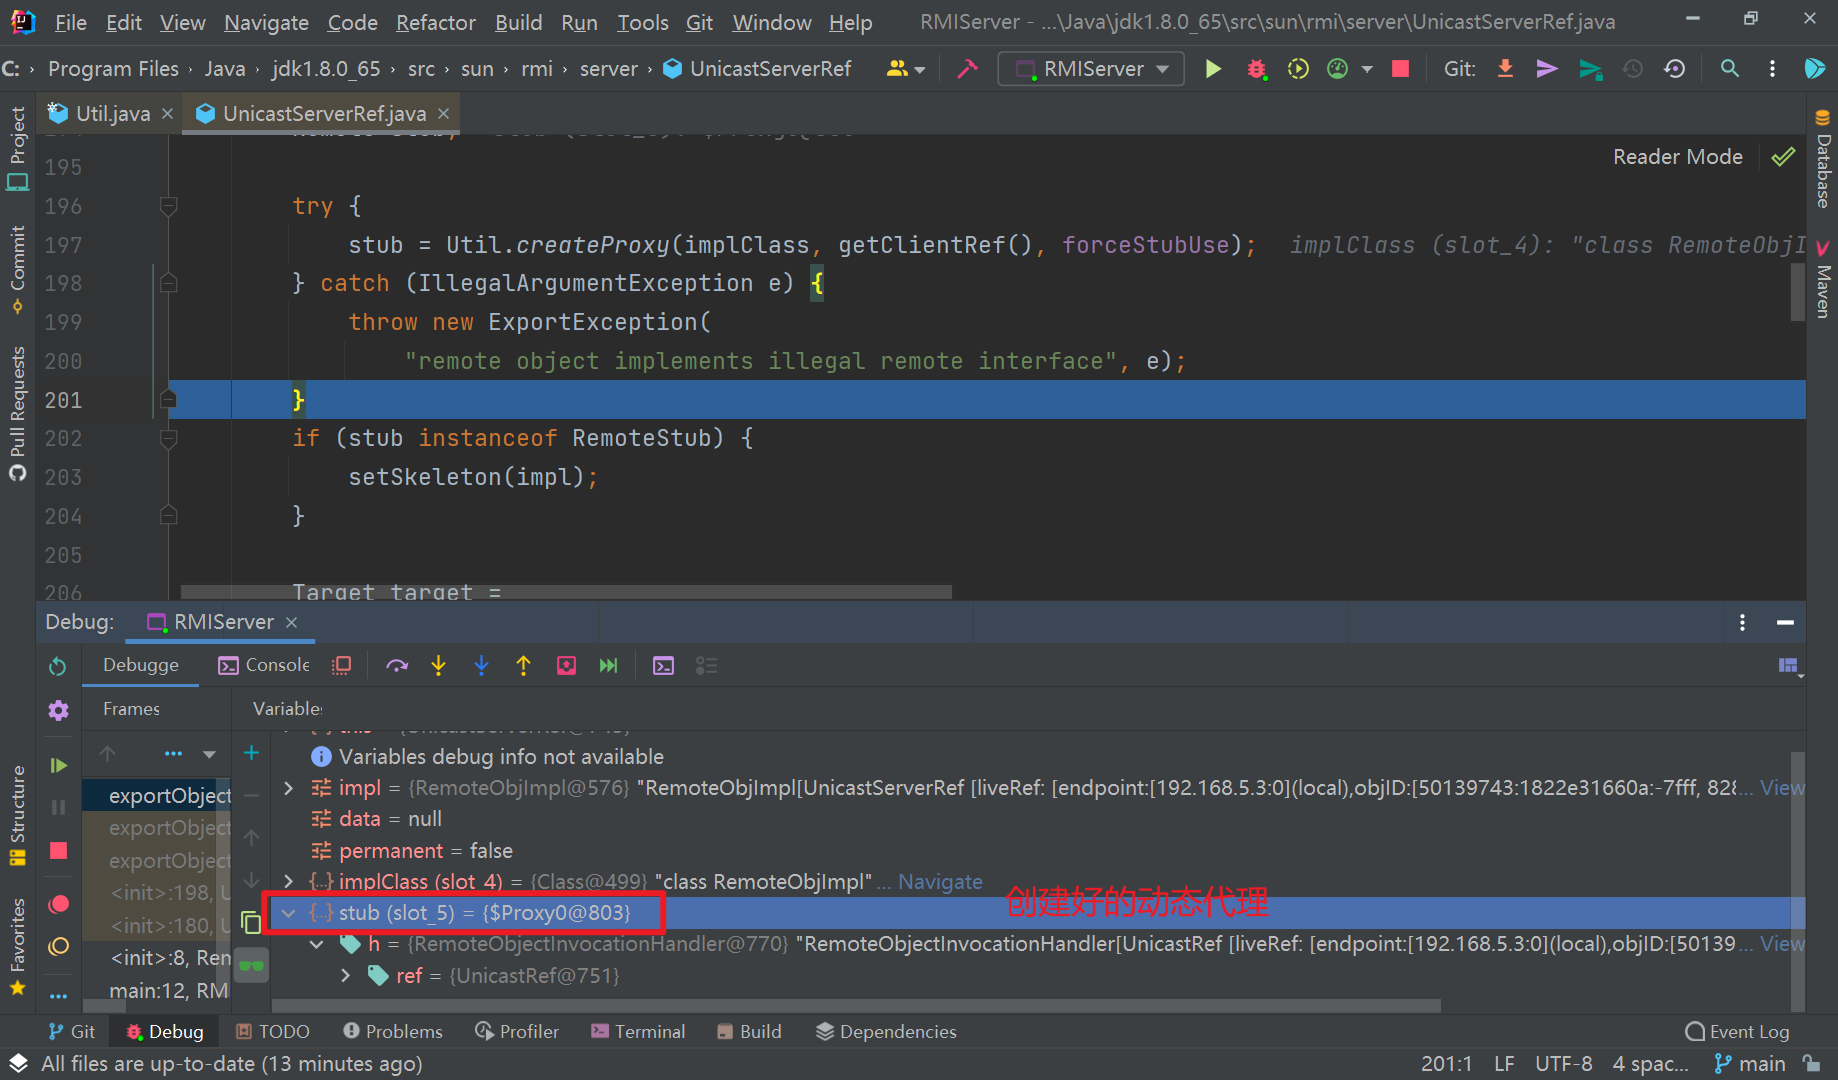 File Edit View Navigate Code Refactor Build Run Tools Git Window Help RMIServer - ...\Java\jdk1.8.0_65\src\sun\rmi\server\UnicastServerRef.java
C: › Program Files › Java › jdk1.8.0_65 › src › sun › rmi › server › UnicastServerRef RMIServer Git:
Util.java UnicastServerRef.java
Reader Mode
195
196 try {
197 stub = Util.createProxy(implClass, getClientRef(), forceStubUse); implClass (slot_4): "class RemoteObjI
198 } catch (IllegalArgumentException e) {
199 throw new ExportException(
200 "remote object implements illegal remote interface", e);
201 }
202 if (stub instanceof RemoteStub) {
203 setSkeleton(impl);
204 }
205
206 Target target =
Project
Commit
Pull Requests
Structure
Favorites
Database
Maven
Debug: RMIServer
Debugge Console
Frames Variables
Variables debug info not available
impl = {RemoteObjImpl@576} "RemoteObjImpl[UnicastServerRef [liveRef: [endpoint:[192.168.5.3:0](local),objID:[50139743:1822e31660a:-7fff, 828... View
data = null
permanent = false
implClass (slot_4) = {Class@499} "class RemoteObjImpl" ... Navigate
stub (slot_5) = {$Proxy0@803} 创建好的动态代理
h = {RemoteObjectInvocationHandler@770} "RemoteObjectInvocationHandler[UnicastRef [liveRef: [endpoint:[192.168.5.3:0](local),objID:[50139... View
ref = {UnicastRef@751}
exportObject
exportObject
exportObject
<init>:198, U
<init>:180, U
<init>:8, Rem
main:12, RM
Git Debug TODO Problems Profiler Terminal Build Dependencies Event Log
All files are up-to-date (13 minutes ago) 201:1 LF UTF-8 4 spac... main